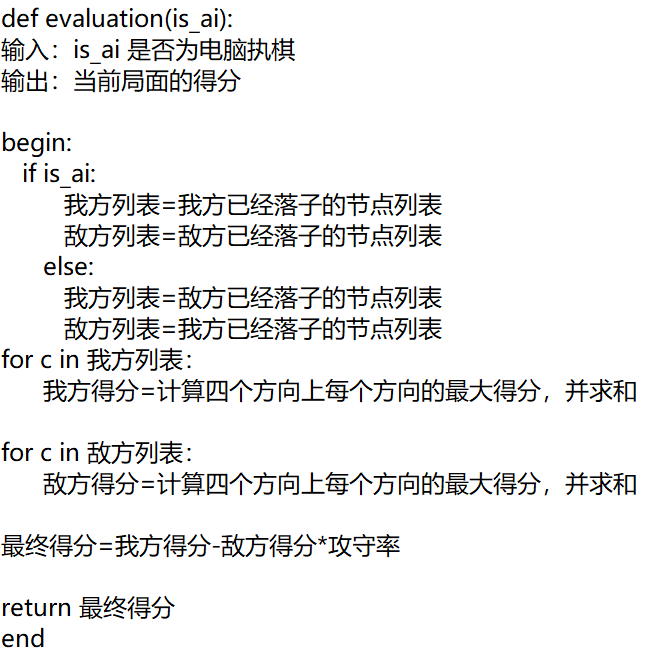 def evaluation(is_ai):
输入：is_ai 是否为电脑执棋
输出：当前局面的得分
begin:
if is_ai:
我方列表=我方已经落子的节点列表
敌方列表=敌方已经落子的节点列表
else:
我方列表=敌方已经落子的节点列表
敌方列表=我方已经落子的节点列表
for c in 我方列表：
我方得分=计算四个方向上每个方向的最大得分，并求和
for c in 敌方列表：
敌方得分=计算四个方向上每个方向的最大得分，并求和
最终得分=我方得分-敌方得分*攻守率
return 最终得分
end